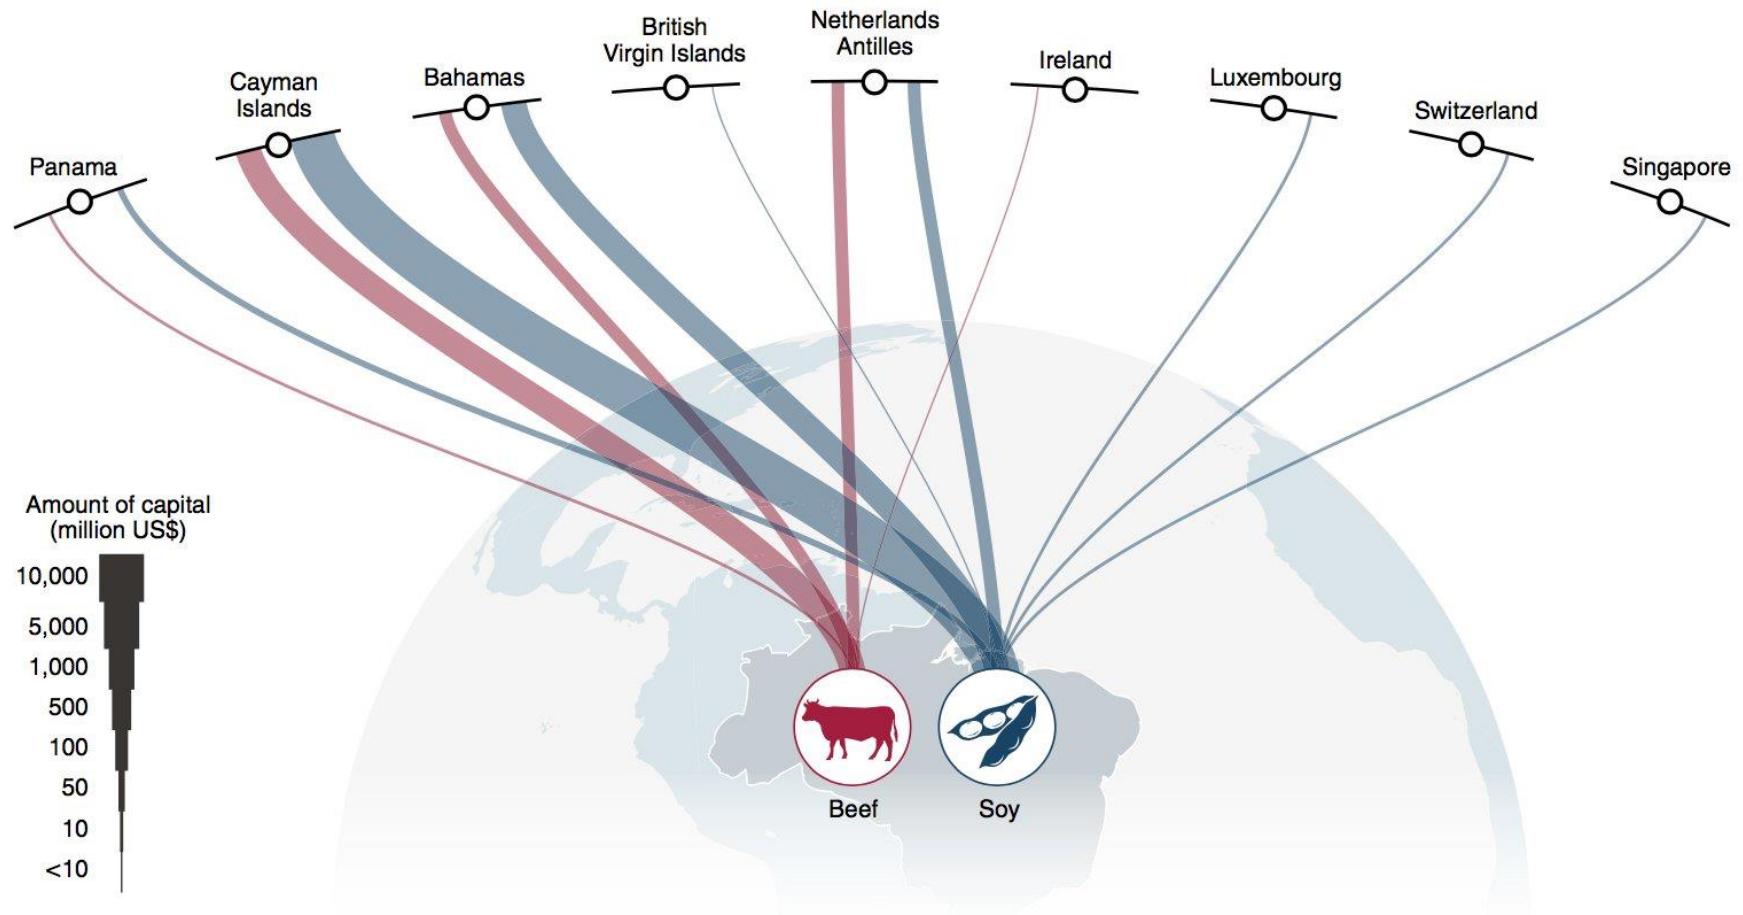 British
Virgin Islands
Netherlands
Antilles
Ireland
Cayman
Islands
Bahamas
Luxembourg
Switzerland
Panama
Singapore
Amount of capital
(million US$)
10,000
5,000
1,000
500
100
50
10
<10
Beef
Soy